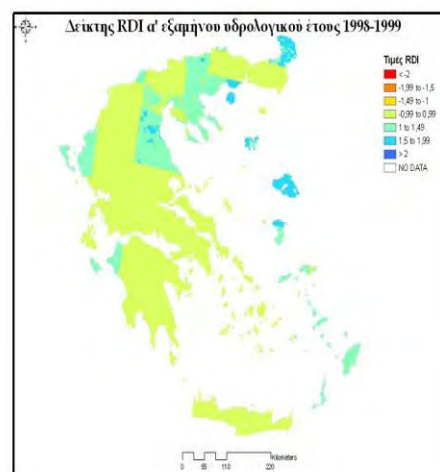 Δείκτης RDI α' εξαμήνου υδρολογικού έτους 1998-1999
Τιμές RDI
< -2
-1,99 to -1,5
-1,49 to -1
-0,99 to 0,99
1 to 1,49
1,5 to 1,99
> 2
NO DATA
Kilometers
0 55 110 220